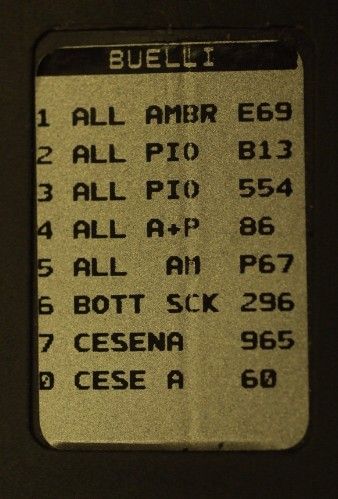 BUELLI
1 ALL AMBR E69
2 ALL PIO B13
3 ALL PIO 554
4 ALL A+P 86
5 ALL AM P67
6 BOTT SCK 296
7 CESENA 965
0 CESE A 60